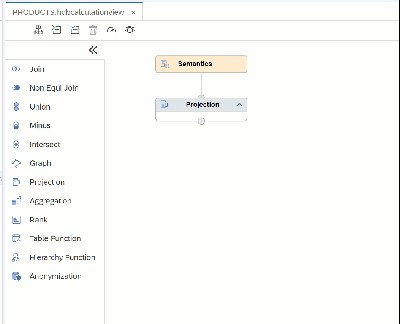 PRODUCTS.hdbcalculationview ×
Join
Non Equi Join
Union
Minus
Intersect
Graph
Projection
Aggregation
Rank
Table Function
Hierarchy Function
Anonymization
Semantics
Projection